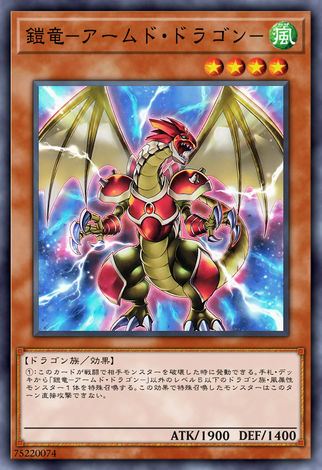 鎧竜−アームド・ドラゴン−
風
【ドラゴン族／効果】
①：このカードが戦闘で相手モンスターを破壊した時に発動できる。手札・デ
ッキから「鎧竜−アームド・ドラゴン−」以外のレベル５以下のドラゴン族・風属性
モンスター１体を特殊召喚する。この効果で特殊召喚したモンスターはこのタ
ーン直接攻撃できない。
ATK/1900 DEF/1400
75220074